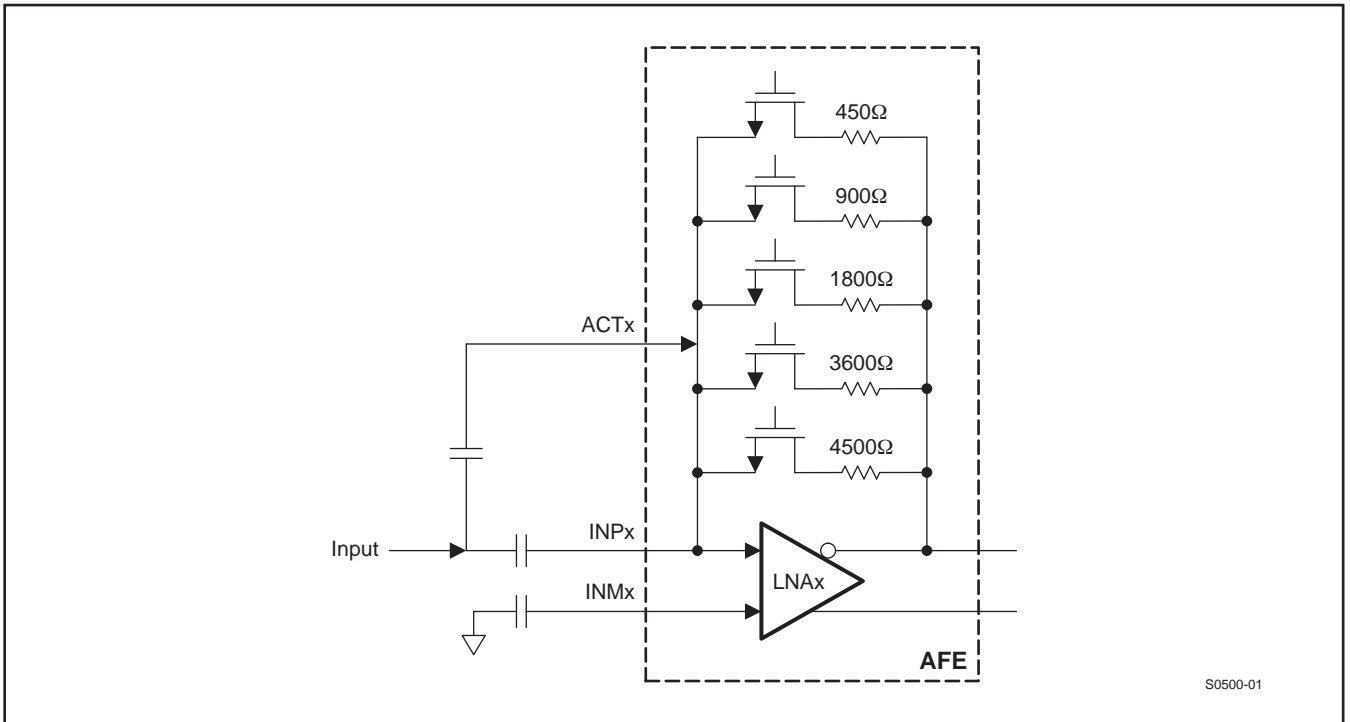 450Ω
900Ω
1800Ω
ACTx
3600Ω
4500Ω
Input
INPx
LNAx
INMx
AFE
S0500-01